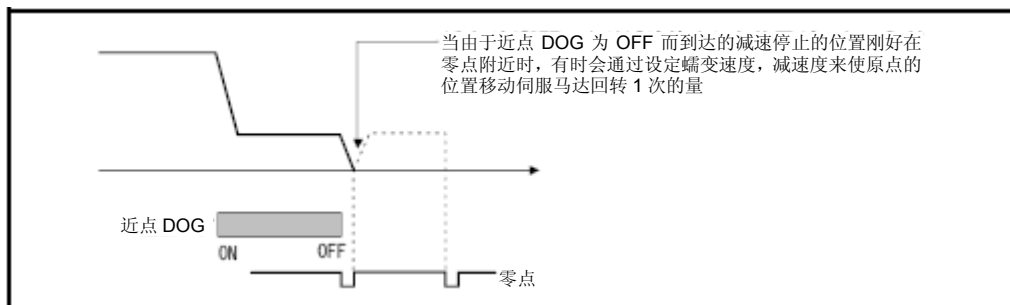 当由于近点 DOG 为 OFF 而到达的减速停止的位置刚好在
零点附近时，有时会通过设定蠕变速度，减速度来使原点的
位置移动伺服马达回转 1 次的量
近点 DOG
ON OFF
零点